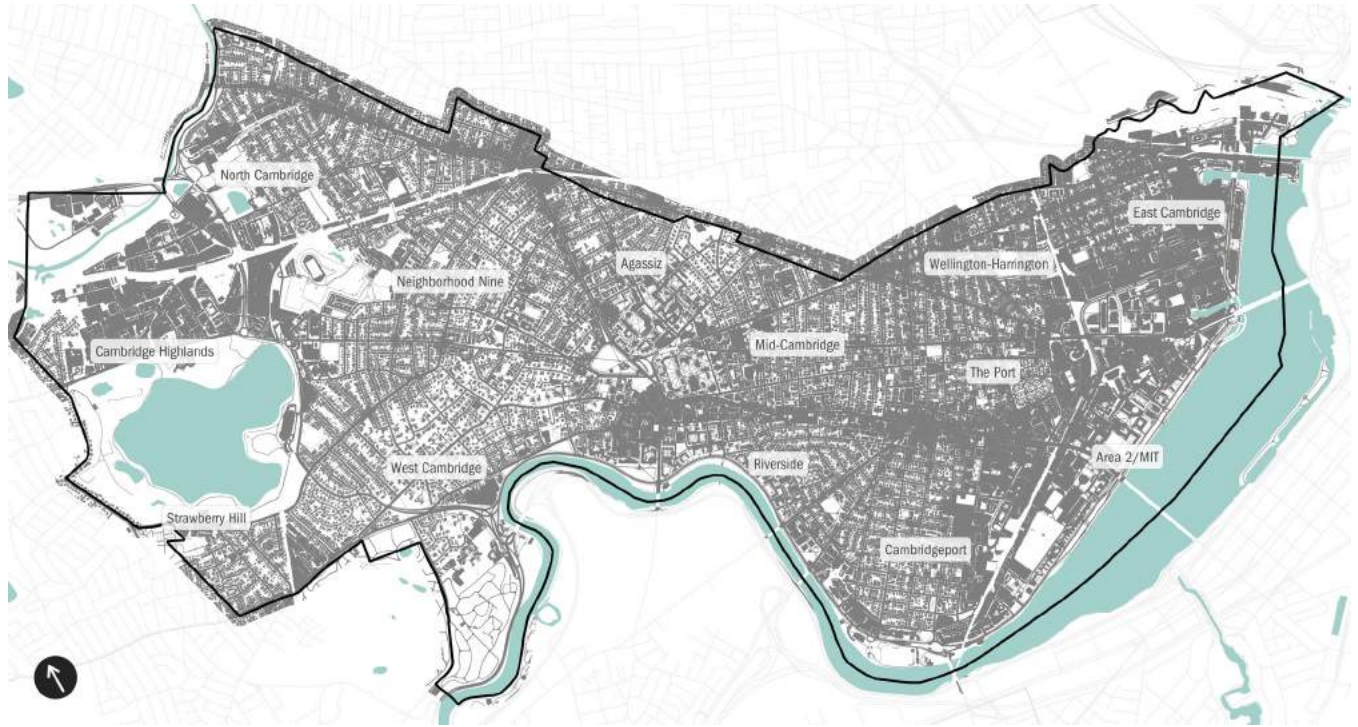 North Cambridge
East Cambridge
Agassiz
Wellington-Harrington
Neighborhood Nine
Mid-Cambridge
Cambridge Highlands
The Port
Area 2/MIT
Riverside
West Cambridge
Strawberry Hill
Cambridgeport